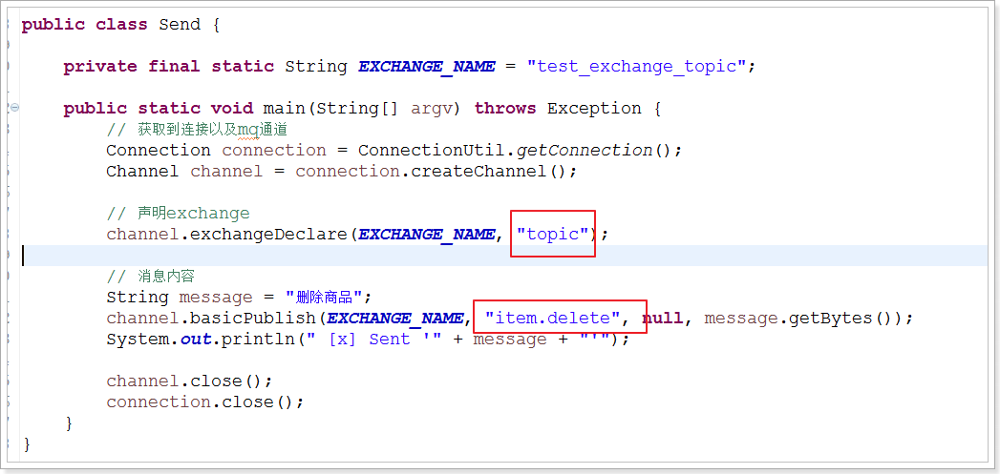 public class Send {
private final static String EXCHANGE_NAME = "test_exchange_topic";
public static void main(String[] argv) throws Exception {
// 获取到连接以及mq通道
Connection connection = ConnectionUtil.getConnection();
Channel channel = connection.createChannel();
// 声明exchange
channel.exchangeDeclare(EXCHANGE_NAME, "topic");
// 消息内容
String message = "删除商品";
channel.basicPublish(EXCHANGE_NAME, "item.delete", null, message.getBytes());
System.out.println(" [x] Sent '" + message + "'");
channel.close();
connection.close();
}
}